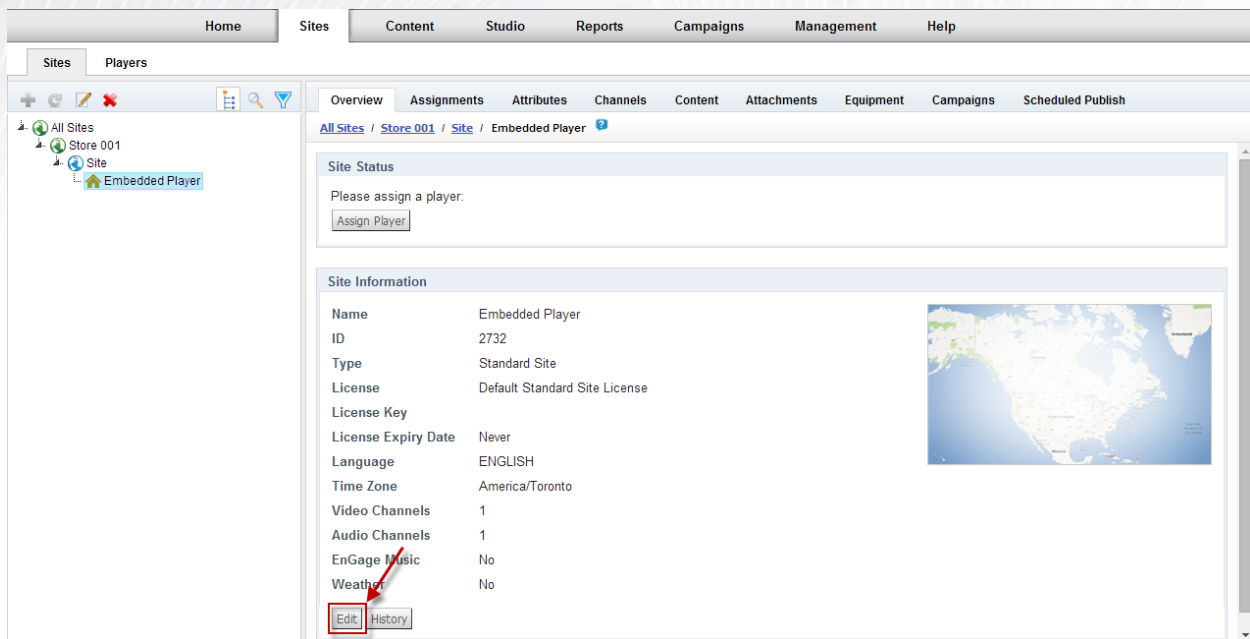 Home Sites Content Studio Reports Campaigns Management Help
Sites Players
Overview Assignments Attributes Channels Content Attachments Equipment Campaigns Scheduled Publish
All Sites / Store 001 / Site / Embedded Player ?
All Sites
Store 001
Site
Embedded Player
Site Status
Please assign a player:
Assign Player
Site Information
Name Embedded Player
ID 2732
Type Standard Site
License Default Standard Site License
License Key
License Expiry Date Never
Language ENGLISH
Time Zone America/Toronto
Video Channels 1
Audio Channels 1
EnGage Music No
Weather No
Edit History